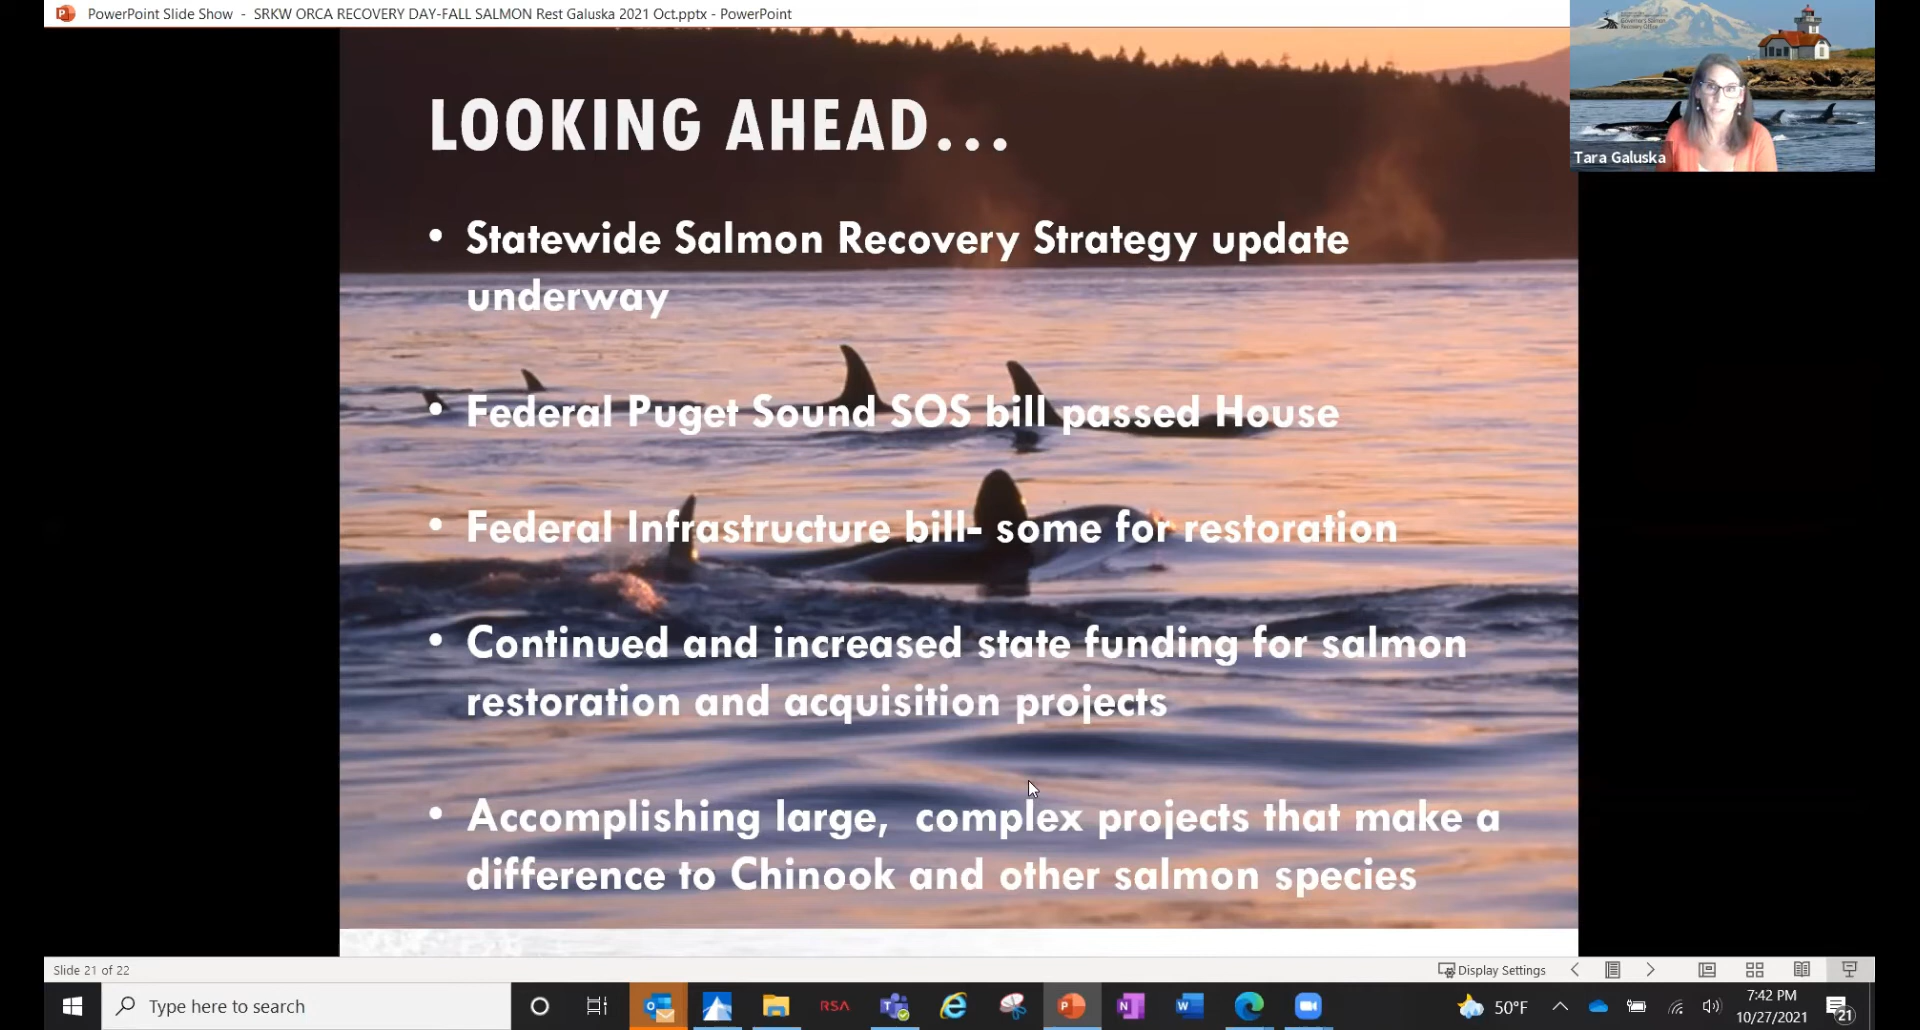 PowerPoint Slide Show - SRKW ORCA RECOVERY DAY-FALL SALMON Rest Galuska 2021 Oct.pptx - PowerPoint
Tara Galuska
LOOKING AHEAD...
• Statewide Salmon Recovery Strategy update
underway
• Federal Puget Sound SOS bill passed House
• Federal Infrastructure bill- some for restoration
• Continued and increased state funding for salmon
restoration and acquisition projects
• Accomplishing large, complex projects that make a
difference to Chinook and other salmon species
Slide 21 of 22
Display Settings
Type here to search
RSA
50°F
7:42 PM
10/27/2021
21